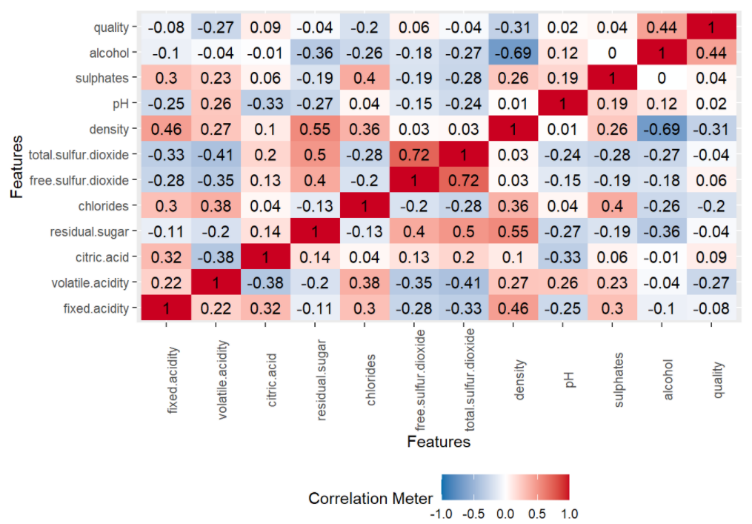 quality -0.08 -0.27 0.09 -0.04 -0.2 0.06 -0.04 -0.31 0.02 0.04 0.44 1
alcohol -0.1 -0.04 -0.01 -0.36 -0.26 -0.18 -0.27 -0.69 0.12 0 1 0.44
sulphates 0.3 0.23 0.06 -0.19 0.4 -0.19 -0.28 0.26 0.19 1 0 0.04
pH -0.25 0.26 -0.33 -0.27 0.04 -0.15 -0.24 0.01 1 0.19 0.12 0.02
density 0.46 0.27 0.1 0.55 0.36 0.03 0.03 1 0.01 0.26 -0.69 -0.31
total.sulfur.dioxide -0.33 -0.41 0.2 0.5 -0.28 0.72 1 0.03 -0.24 -0.28 -0.27 -0.04
free.sulfur.dioxide -0.28 -0.35 0.13 0.4 -0.2 1 0.72 0.03 -0.15 -0.19 -0.18 0.06
chlorides 0.3 0.38 0.04 -0.13 1 -0.2 -0.28 0.36 0.04 0.4 -0.26 -0.2
residual.sugar -0.11 -0.2 0.14 1 -0.13 0.4 0.5 0.55 -0.27 -0.19 -0.36 -0.04
citric.acid 0.32 -0.38 1 0.14 0.04 0.13 0.2 0.1 -0.33 0.06 -0.01 0.09
volatile.acidity 0.22 1 -0.38 -0.2 0.38 -0.35 -0.41 0.27 0.26 0.23 -0.04 -0.27
fixed.acidity 1 0.22 0.32 -0.11 0.3 -0.28 -0.33 0.46 -0.25 0.3 -0.1 -0.08
Features
fixed.acidity
volatile.acidity
citric.acid
residual.sugar
chlorides
free.sulfur.dioxide
total.sulfur.dioxide
density
pH
sulphates
alcohol
quality
Features
Correlation Meter
-1.0 -0.5 0.0 0.5 1.0